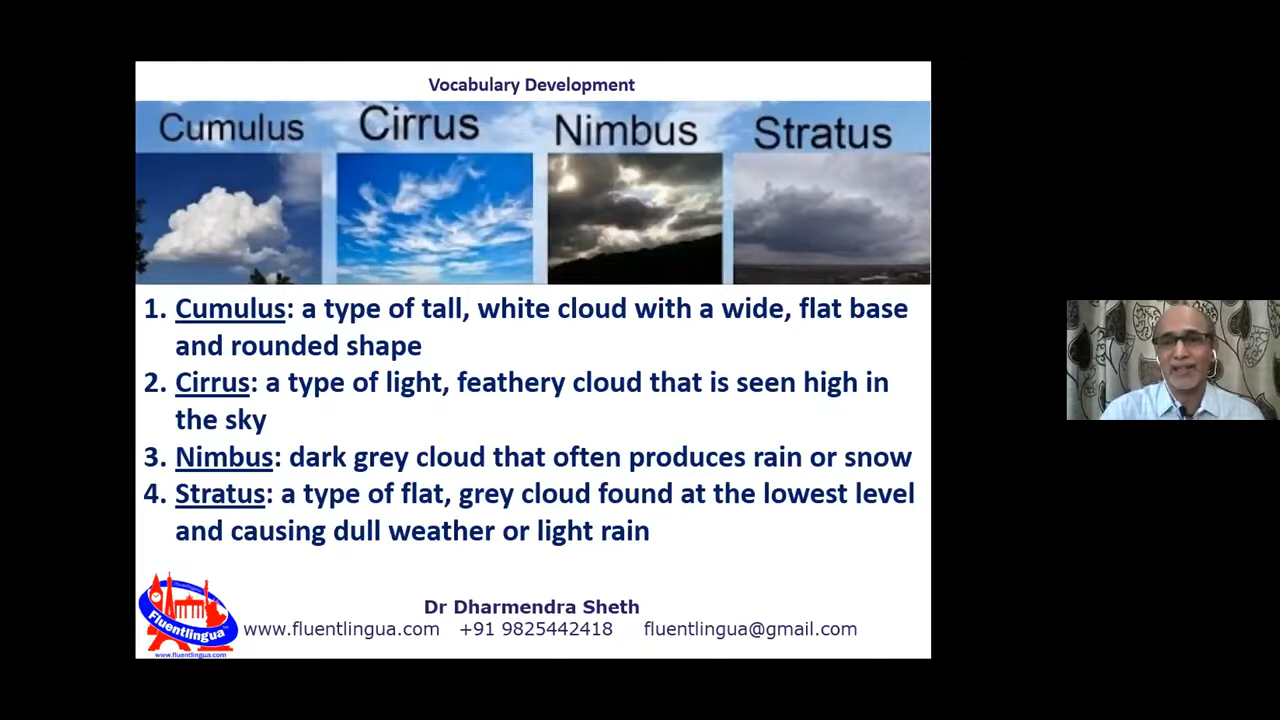 Vocabulary Development
Cumulus Cirrus Nimbus Stratus
1. Cumulus: a type of tall, white cloud with a wide, flat base
and rounded shape
2. Cirrus: a type of light, feathery cloud that is seen high in
the sky
3. Nimbus: dark grey cloud that often produces rain or snow
4. Stratus: a type of flat, grey cloud found at the lowest level
and causing dull weather or light rain
Fluentlingua
www.fluentlingua.com
Dr Dharmendra Sheth
www.fluentlingua.com +91 9825442418 fluentlingua@gmail.com